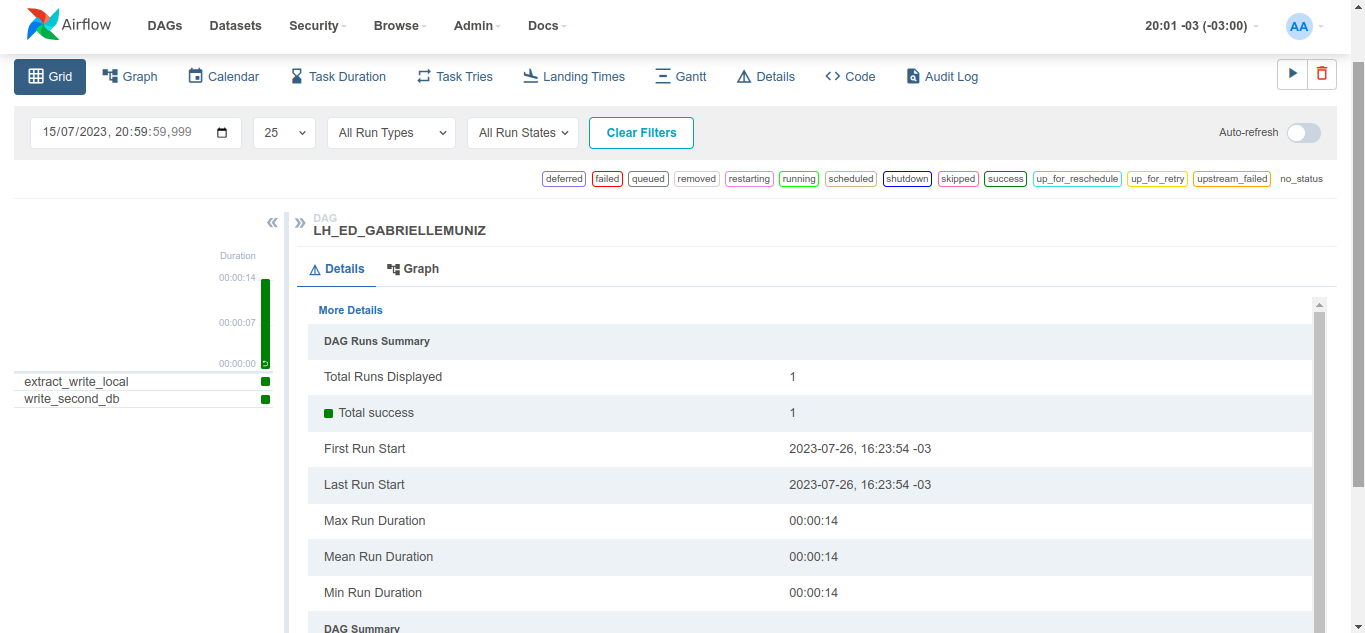 Airflow DAGs Datasets Security Browse Admin Docs 20:01 -03 (-03:00) AA
Grid Graph Calendar Task Duration Task Tries Landing Times Gantt Details <> Code Audit Log
15/07/2023, 20:59:59,999 25 All Run Types All Run States Clear Filters Auto-refresh
deferred failed queued removed restarting running scheduled shutdown skipped success up_for_reschedule up_for_retry upstream_failed no_status
DAG
LH_ED_GABRIELLEMUNIZ
Duration
00:00:14
00:00:07
00:00:00
extract_write_local
write_second_db
Details Graph
More Details
DAG Runs Summary
Total Runs Displayed 1
Total success 1
First Run Start 2023-07-26, 16:23:54 -03
Last Run Start 2023-07-26, 16:23:54 -03
Max Run Duration 00:00:14
Mean Run Duration 00:00:14
Min Run Duration 00:00:14
DAG Summary